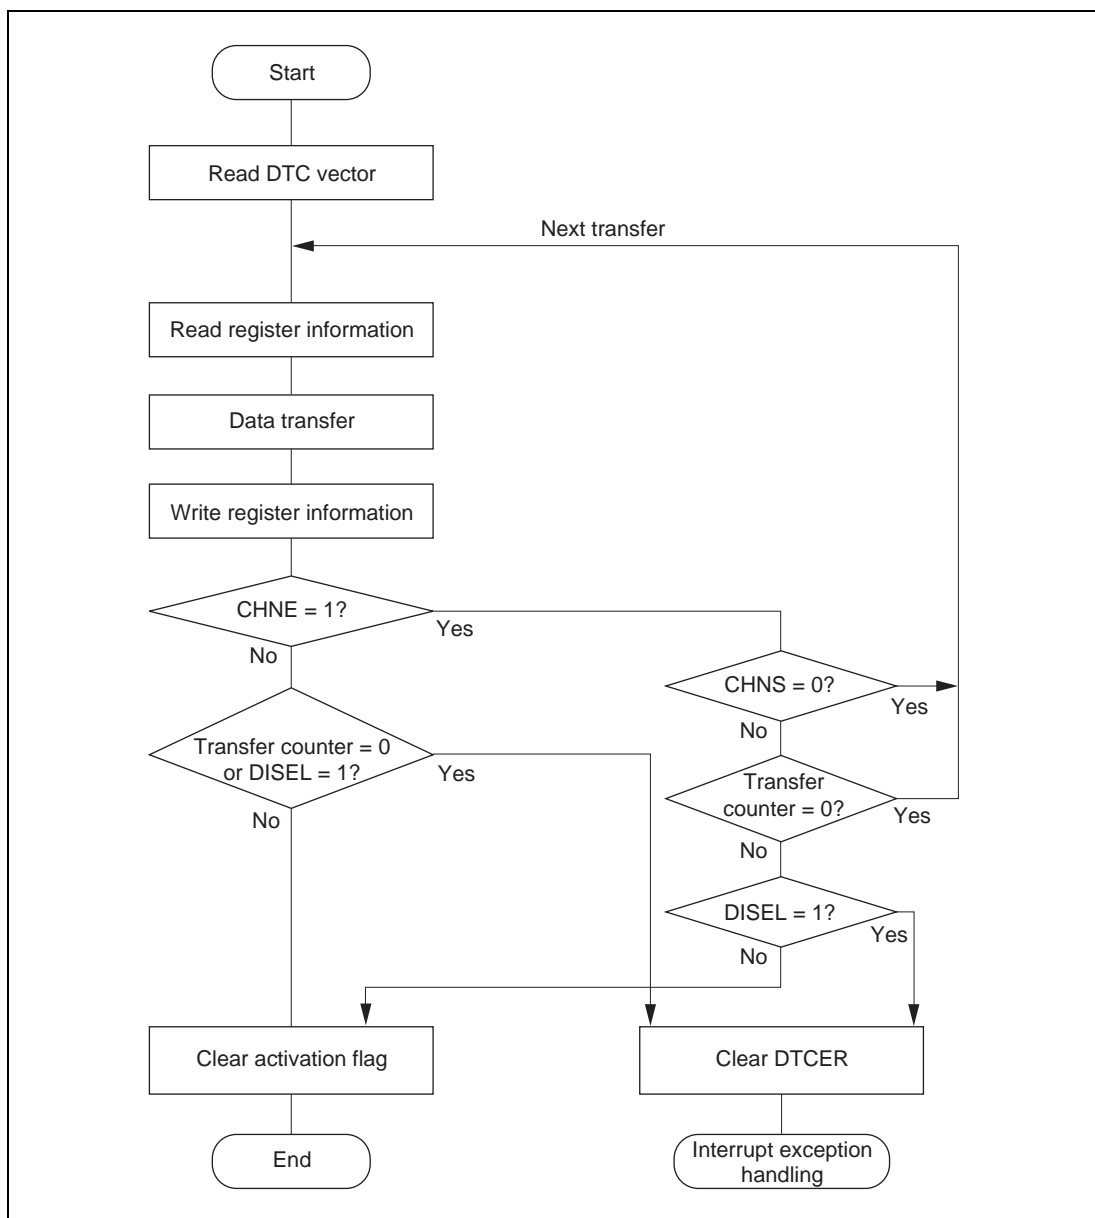 Start
Read DTC vector
Next transfer
Read register information
Data transfer
Write register information
CHNE = 1?
Yes
No
CHNS = 0?
Yes
No
Transfer counter = 0
or DISEL = 1?
Yes
No
Transfer
counter = 0?
Yes
No
DISEL = 1?
Yes
No
Clear activation flag
Clear DTCER
End
Interrupt exception
handling